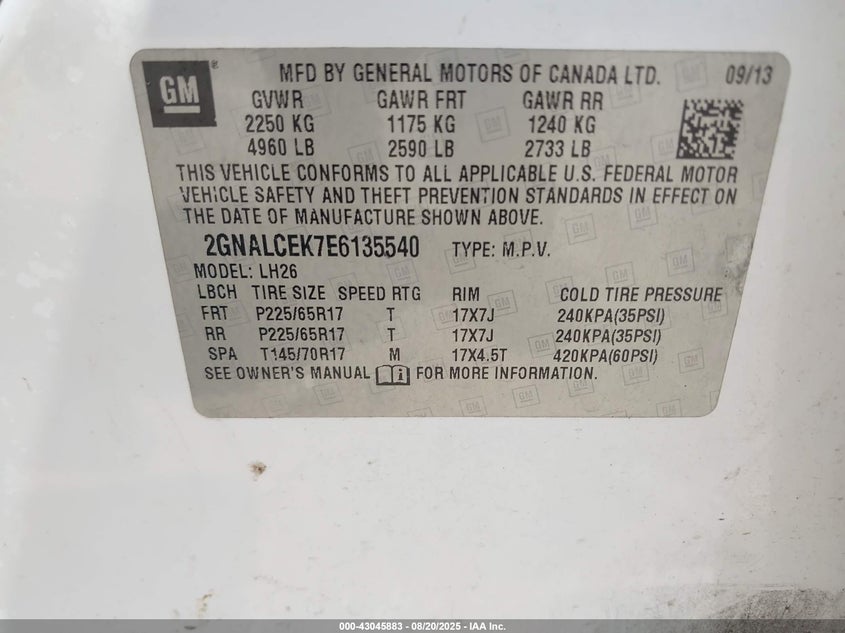 GM
MFD BY GENERAL MOTORS OF CANADA LTD. 09/13
GVWR GAWR FRT GAWR RR
2250 KG 1175 KG 1240 KG
4960 LB 2590 LB 2733 LB
THIS VEHICLE CONFORMS TO ALL APPLICABLE U.S. FEDERAL MOTOR
VEHICLE SAFETY AND THEFT PREVENTION STANDARDS IN EFFECT ON
THE DATE OF MANUFACTURE SHOWN ABOVE.
2GNALCEK7E6135540 TYPE: M.P.V.
MODEL: LH26
LBCH TIRE SIZE SPEED RTG RIM COLD TIRE PRESSURE
FRT P225/65R17 T 17X7J 240KPA(35PSI)
RR P225/65R17 T 17X7J 240KPA(35PSI)
SPA T145/70R17 M 17X4.5T 420KPA(60PSI)
SEE OWNER'S MANUAL FOR MORE INFORMATION.
000-43045883 - 08/20/2025 - IAA Inc.